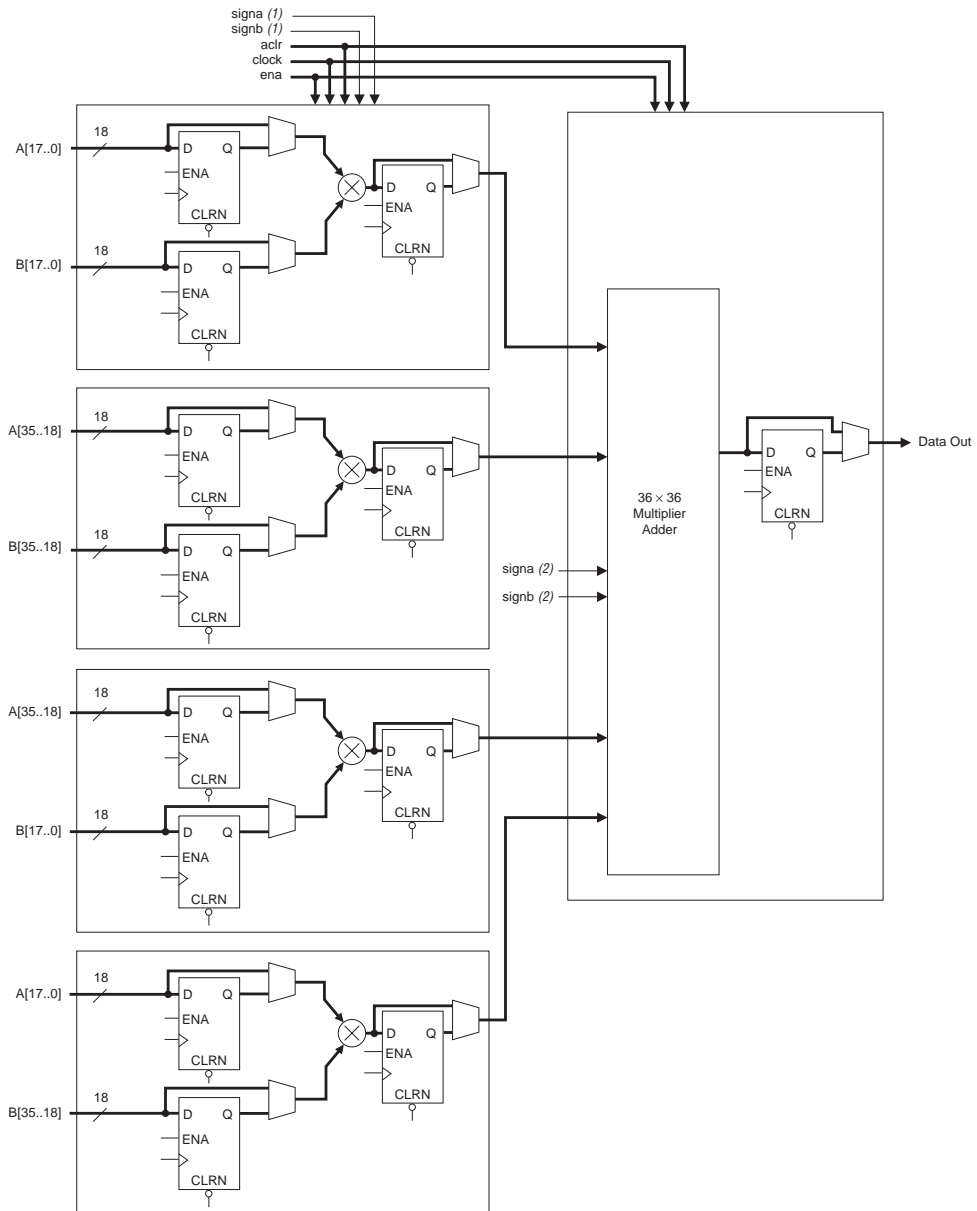 signa (1)
signb (1)
aclr
clock
ena
18
A[17..0]
D Q
ENA
CLRN
18
B[17..0]
D Q
ENA
CLRN
D Q
ENA
CLRN
18
A[35..18]
D Q
ENA
CLRN
18
B[35..18]
D Q
ENA
CLRN
D Q
ENA
CLRN
18
A[35..18]
D Q
ENA
CLRN
18
B[17..0]
D Q
ENA
CLRN
D Q
ENA
CLRN
18
A[17..0]
D Q
ENA
CLRN
18
B[35..18]
D Q
ENA
CLRN
D Q
ENA
CLRN
signa (2)
signb (2)
36 × 36
Multiplier
Adder
D Q
ENA
CLRN
Data Out